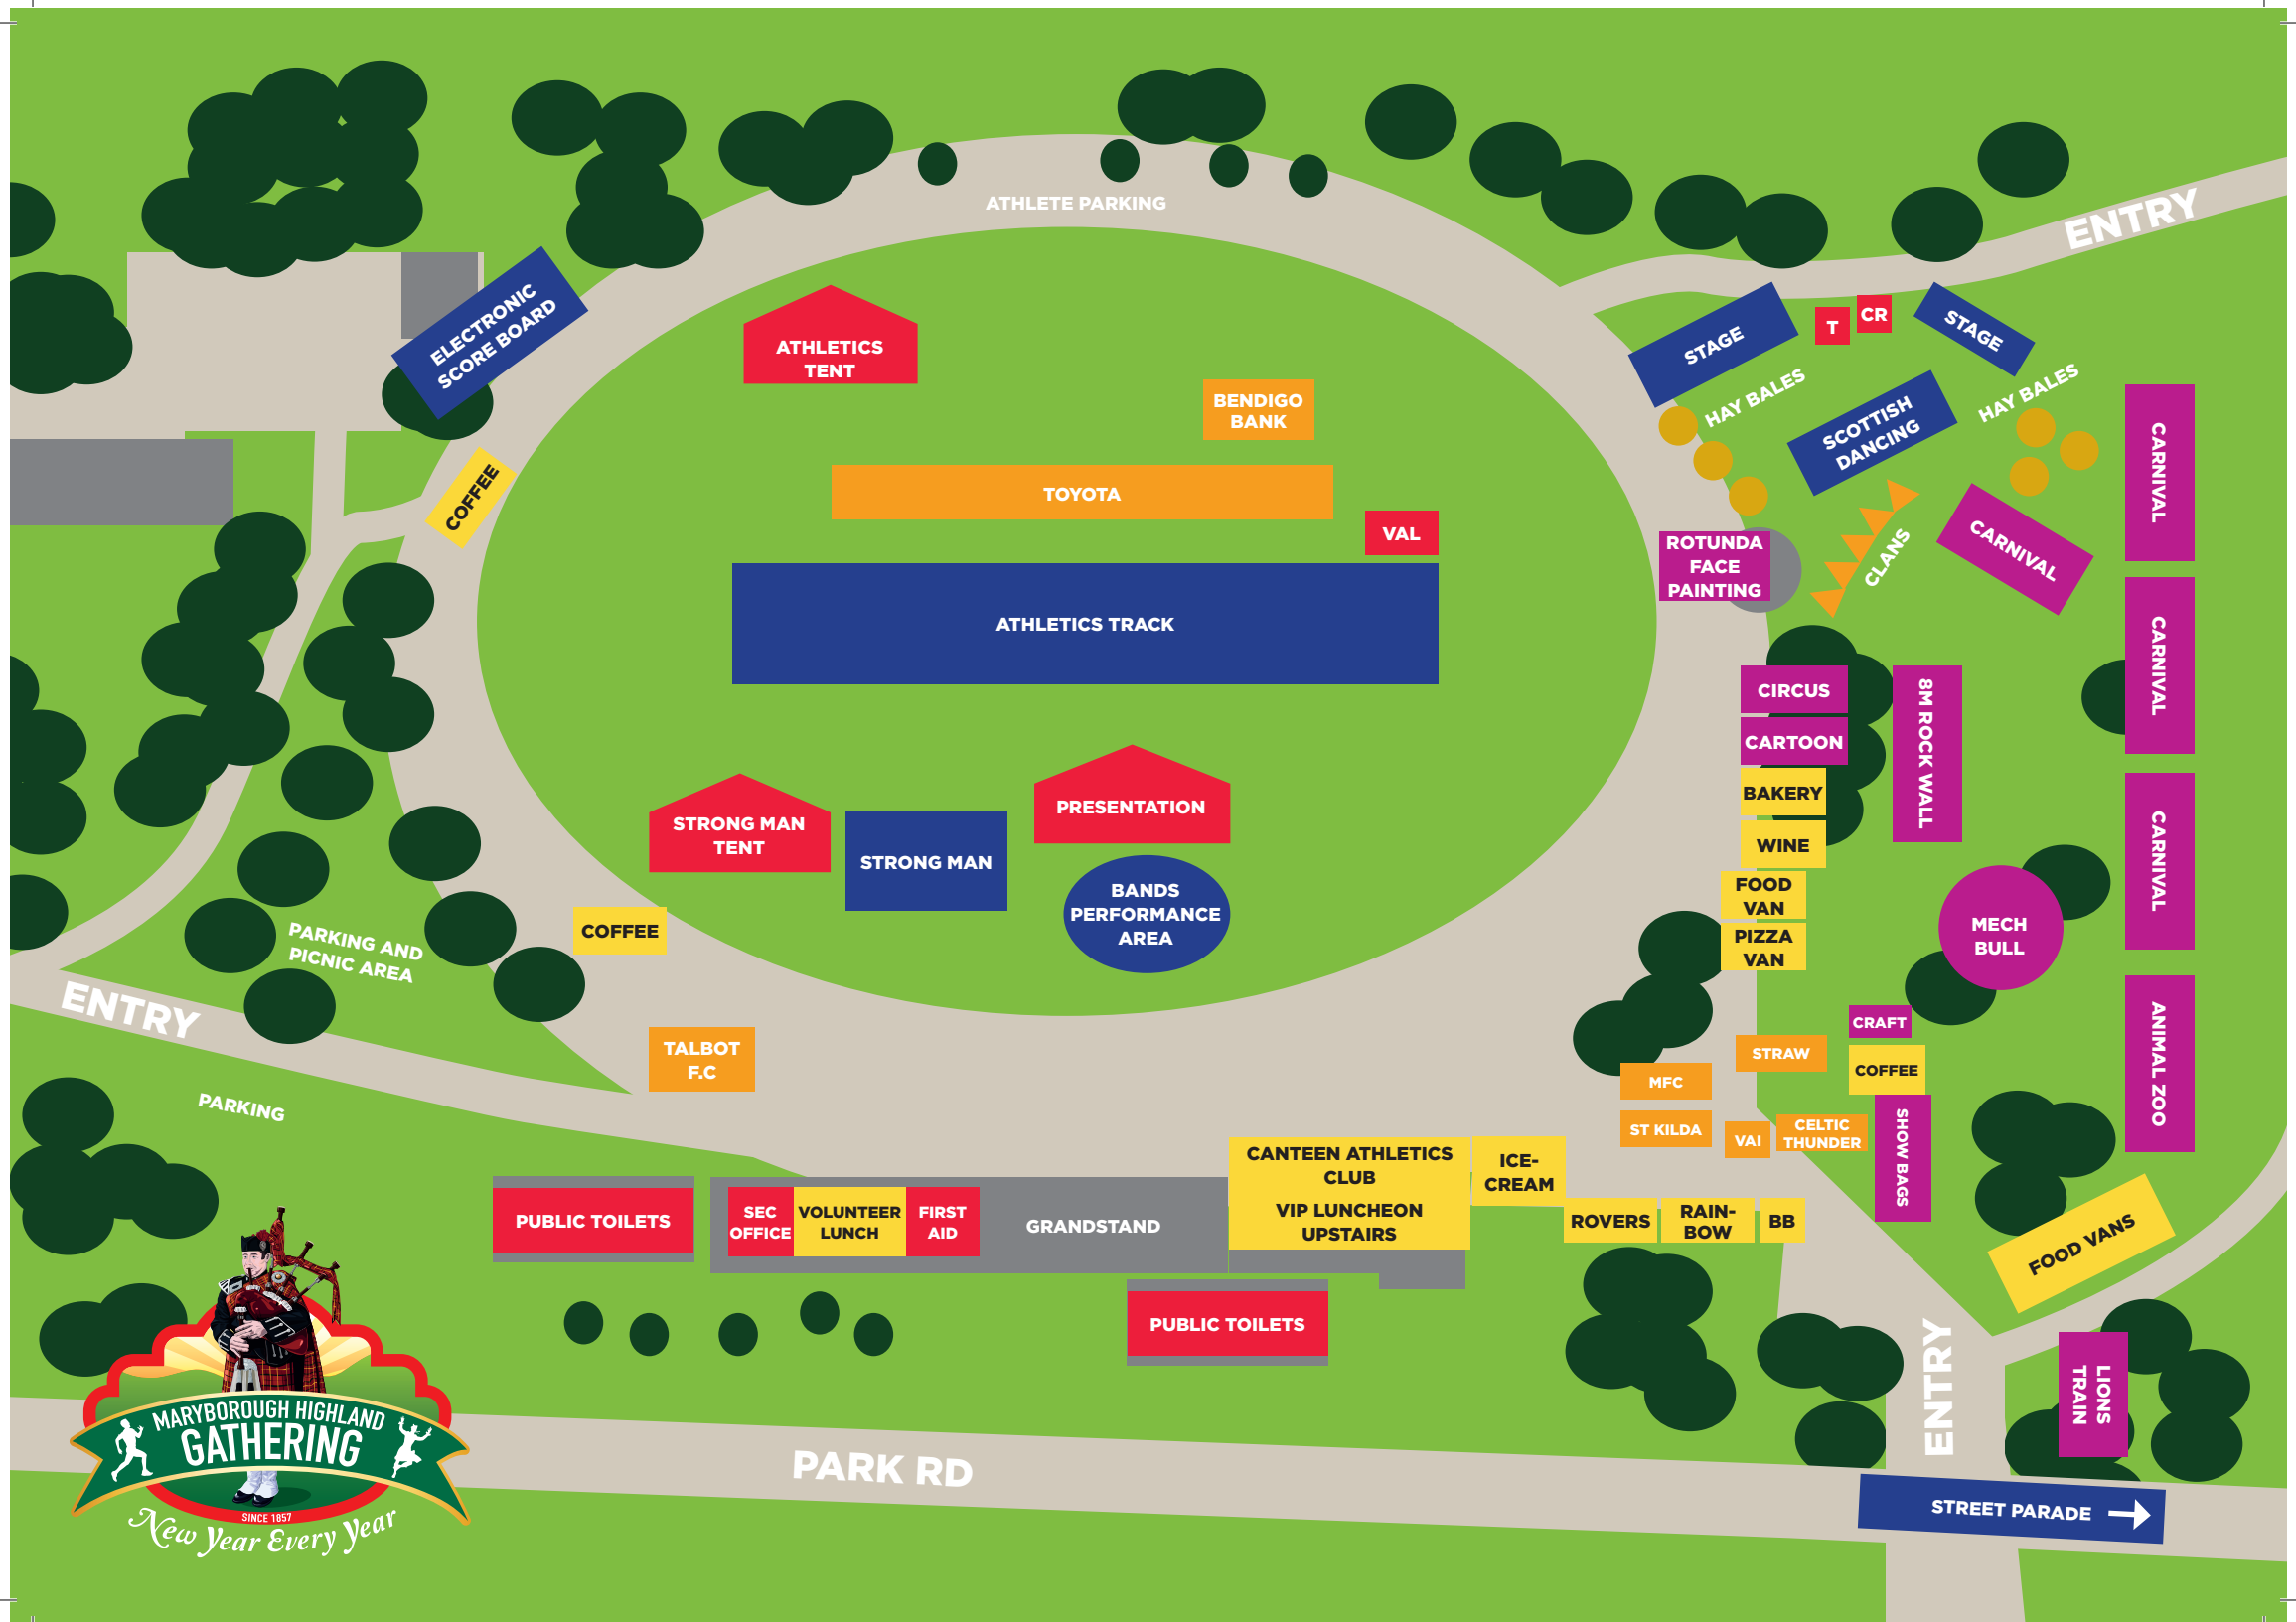 ATHLETE PARKING
ENTRY
ELECTRONIC
SCORE BOARD
ATHLETICS
TENT
STAGE
T
CR
STAGE
HAY BALES
HAY BALES
BENDIGO
BANK
SCOTTISH
DANCING
CARNIVAL
COFFEE
TOYOTA
VAL
ROTUNDA
FACE
PAINTING
CLANS
CARNIVAL
ATHLETICS TRACK
CARNIVAL
CIRCUS
CARTOON
8M ROCK WALL
BAKERY
WINE
CARNIVAL
STRONG MAN
TENT
STRONG MAN
PRESENTATION
BANDS
PERFORMANCE
AREA
FOOD
VAN
PIZZA
VAN
MECH
BULL
COFFEE
PARKING AND
PICNIC AREA
ENTRY
TALBOT
F.C
CRAFT
STRAW
COFFEE
MFC
ANIMAL ZOO
PARKING
ST KILDA
VAI
CELTIC
THUNDER
SHOW BAGS
PUBLIC TOILETS
SEC
OFFICE
VOLUNTEER
LUNCH
FIRST
AID
GRANDSTAND
CANTEEN ATHLETICS
CLUB
VIP LUNCHEON
UPSTAIRS
ICE-
CREAM
ROVERS
RAIN-
BOW
BB
FOOD VANS
PUBLIC TOILETS
ENTRY
LIONS
TRAIN
MARYBOROUGH HIGHLAND
GATHERING
SINCE 1857
New Year Every Year
PARK RD
STREET PARADE